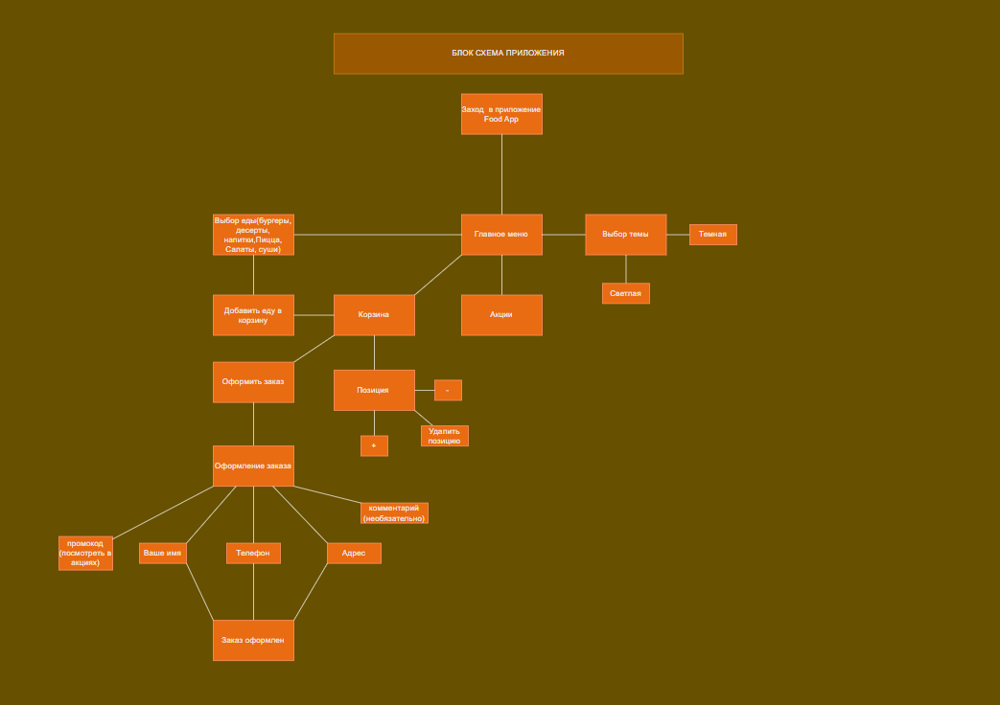 БЛОК СХЕМА ПРИЛОЖЕНИЯ
Заход в приложение
Food App
Выбор еды(бургеры,
десерты,
напитки,Пицца,
Салаты, суши)
Главное меню
Выбор темы
Темная
Светлая
Добавить еду в
корзину
Корзина
Акции
Оформить заказ
Позиция
-
+
Удалить
позицию
Оформление заказа
комментарий
(необязательно)
промокод
(посмотреть в
акциях)
Ваше имя
Телефон
Адрес
Заказ оформлен